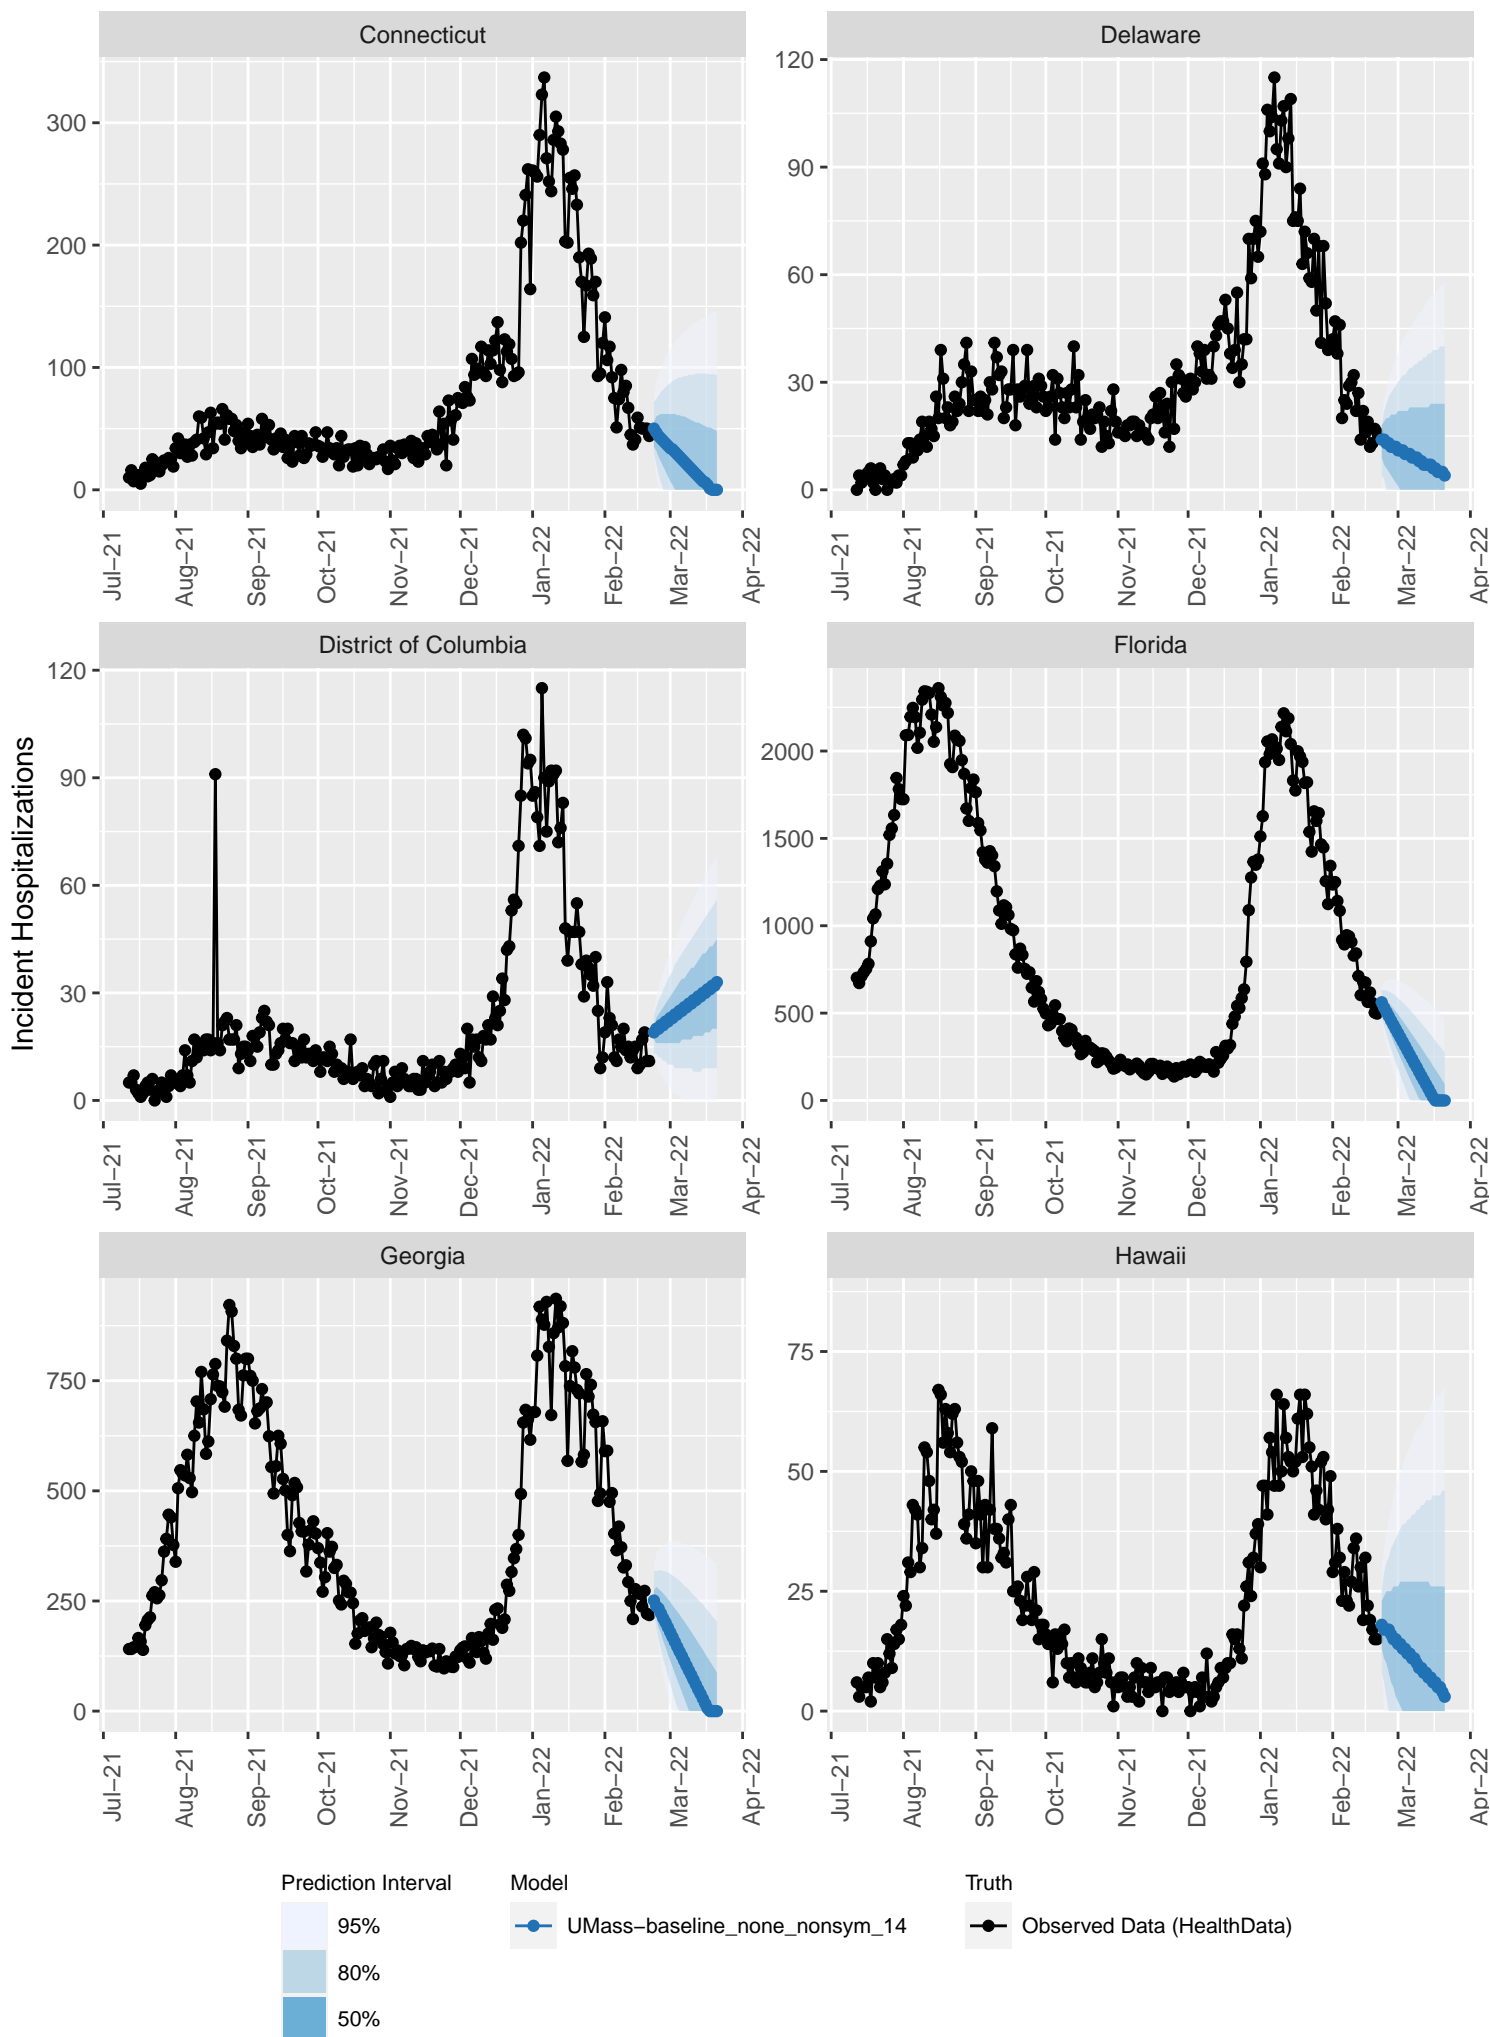 Connecticut
Delaware
300
200
100
0
120
90
60
30
0
Jul−21
Aug−21
Sep−21
Oct−21
Nov−21
Dec−21
Jan−22
Feb−22
Mar−22
Apr−22
Jul−21
Aug−21
Sep−21
Oct−21
Nov−21
Dec−21
Jan−22
Feb−22
Mar−22
Apr−22
Incident Hospitalizations
District of Columbia
Florida
120
90
60
30
0
2000
1500
1000
500
0
Jul−21
Aug−21
Sep−21
Oct−21
Nov−21
Dec−21
Jan−22
Feb−22
Mar−22
Apr−22
Jul−21
Aug−21
Sep−21
Oct−21
Nov−21
Dec−21
Jan−22
Feb−22
Mar−22
Apr−22
Georgia
Hawaii
750
500
250
0
75
50
25
0
Jul−21
Aug−21
Sep−21
Oct−21
Nov−21
Dec−21
Jan−22
Feb−22
Mar−22
Apr−22
Jul−21
Aug−21
Sep−21
Oct−21
Nov−21
Dec−21
Jan−22
Feb−22
Mar−22
Apr−22
Prediction Interval
95%
80%
50%
Model
UMass−baseline_none_nonsym_14
Truth
Observed Data (HealthData)